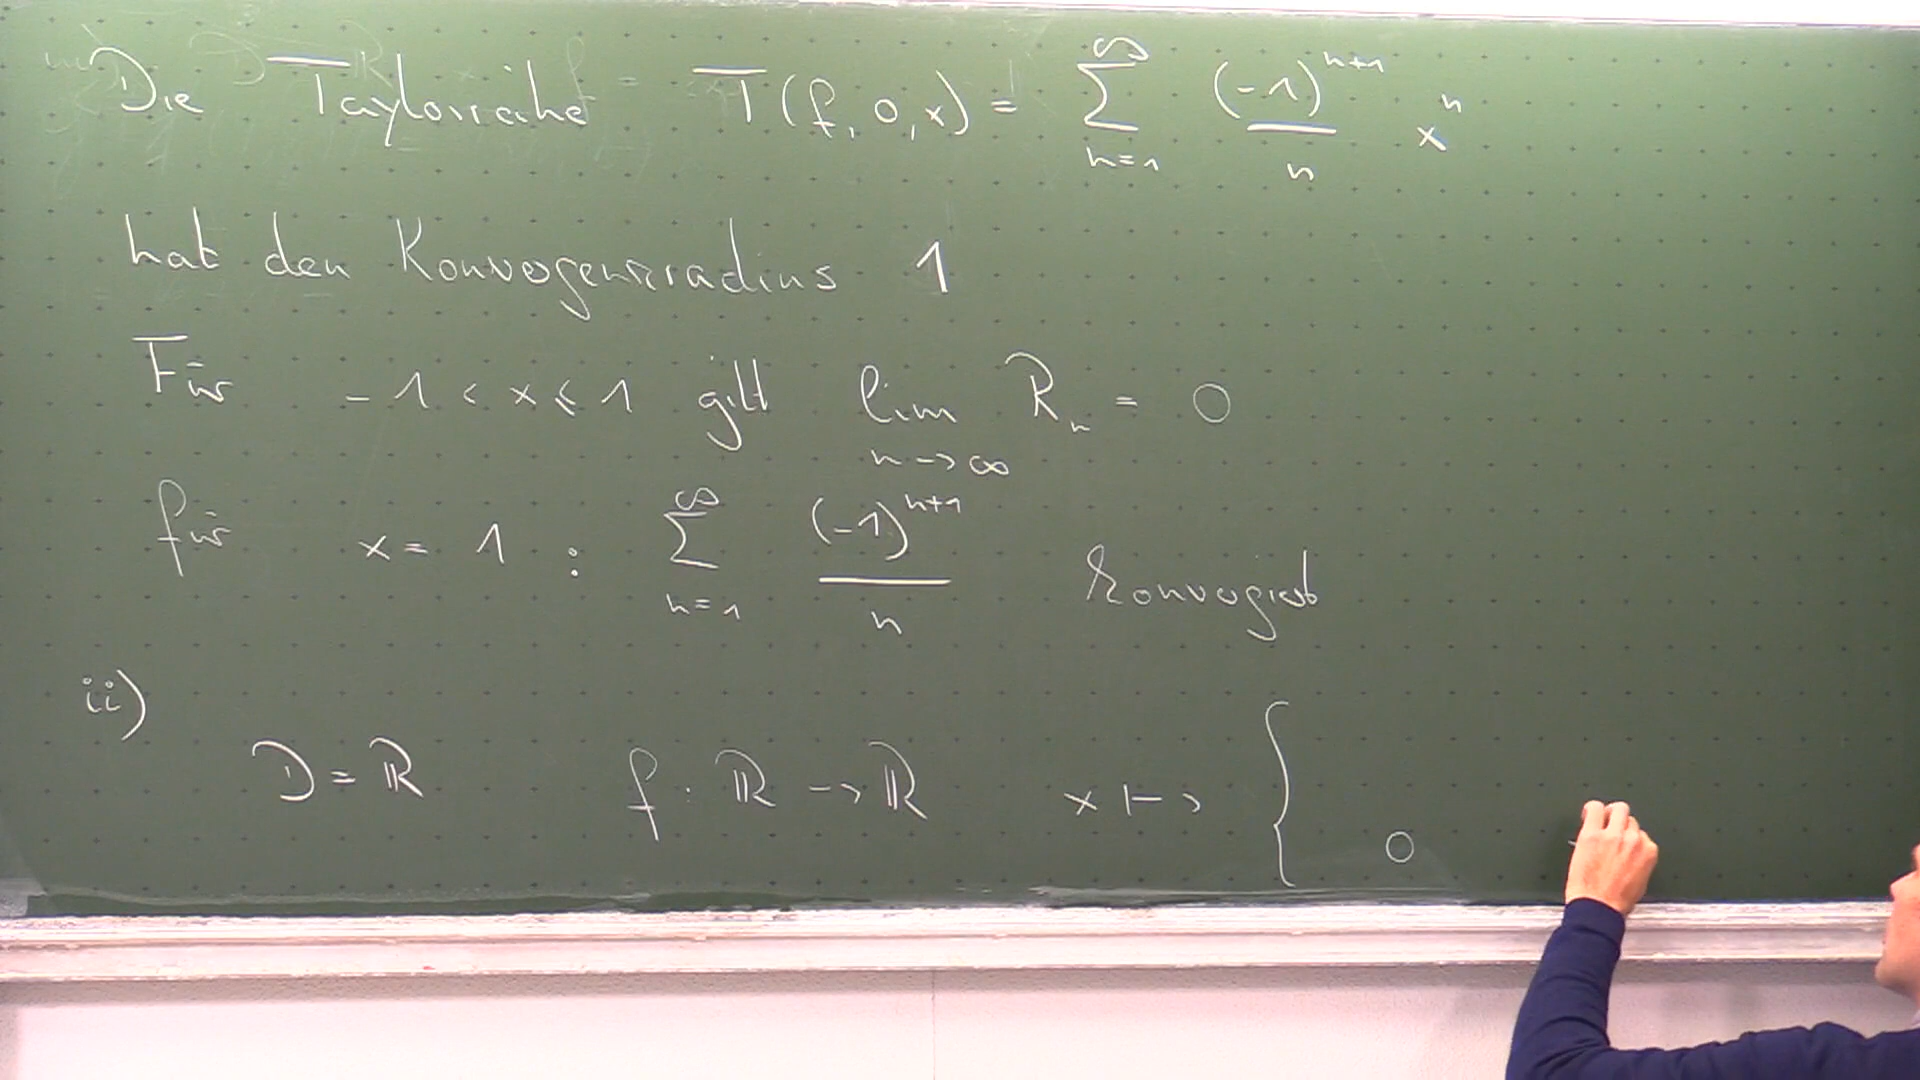 Die Taylorreihe T(f, 0, x) = ∑_{n=1}^{∞} (-1)^{n+1}/n x^n
hat den Konvergenzradius 1
Für -1 < x ≤ 1 gilt lim_{n→∞} R_n = 0
für x = 1 : ∑_{n=1}^{∞} (-1)^{n+1}/n konvergiert
ii)
D = ℝ f : ℝ → ℝ x ↦ { 0